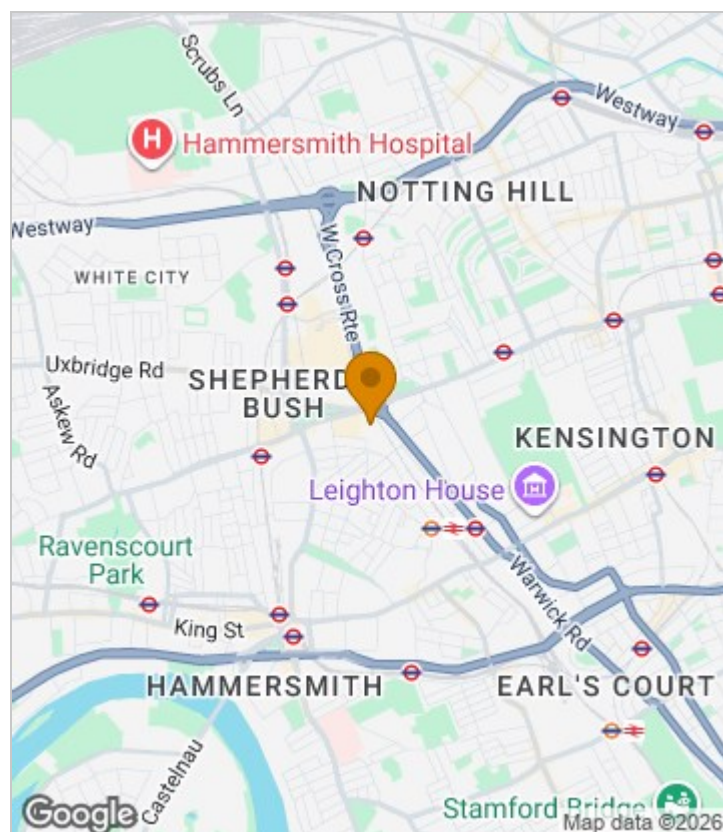 Scrubs Ln
Westway
H
Hammersmith Hospital
NOTTING HILL
Westway
W Cross Rte
WHITE CITY
Uxbridge Rd
SHEPHERD
BUSH
Askew Rd
KENSINGTON
Leighton House
Ravenscourt
Park
Warwick Rd
King St
HAMMERSMITH
EARL'S COURT
Castelnau
Stamford Bridge
Google
Map data ©2026